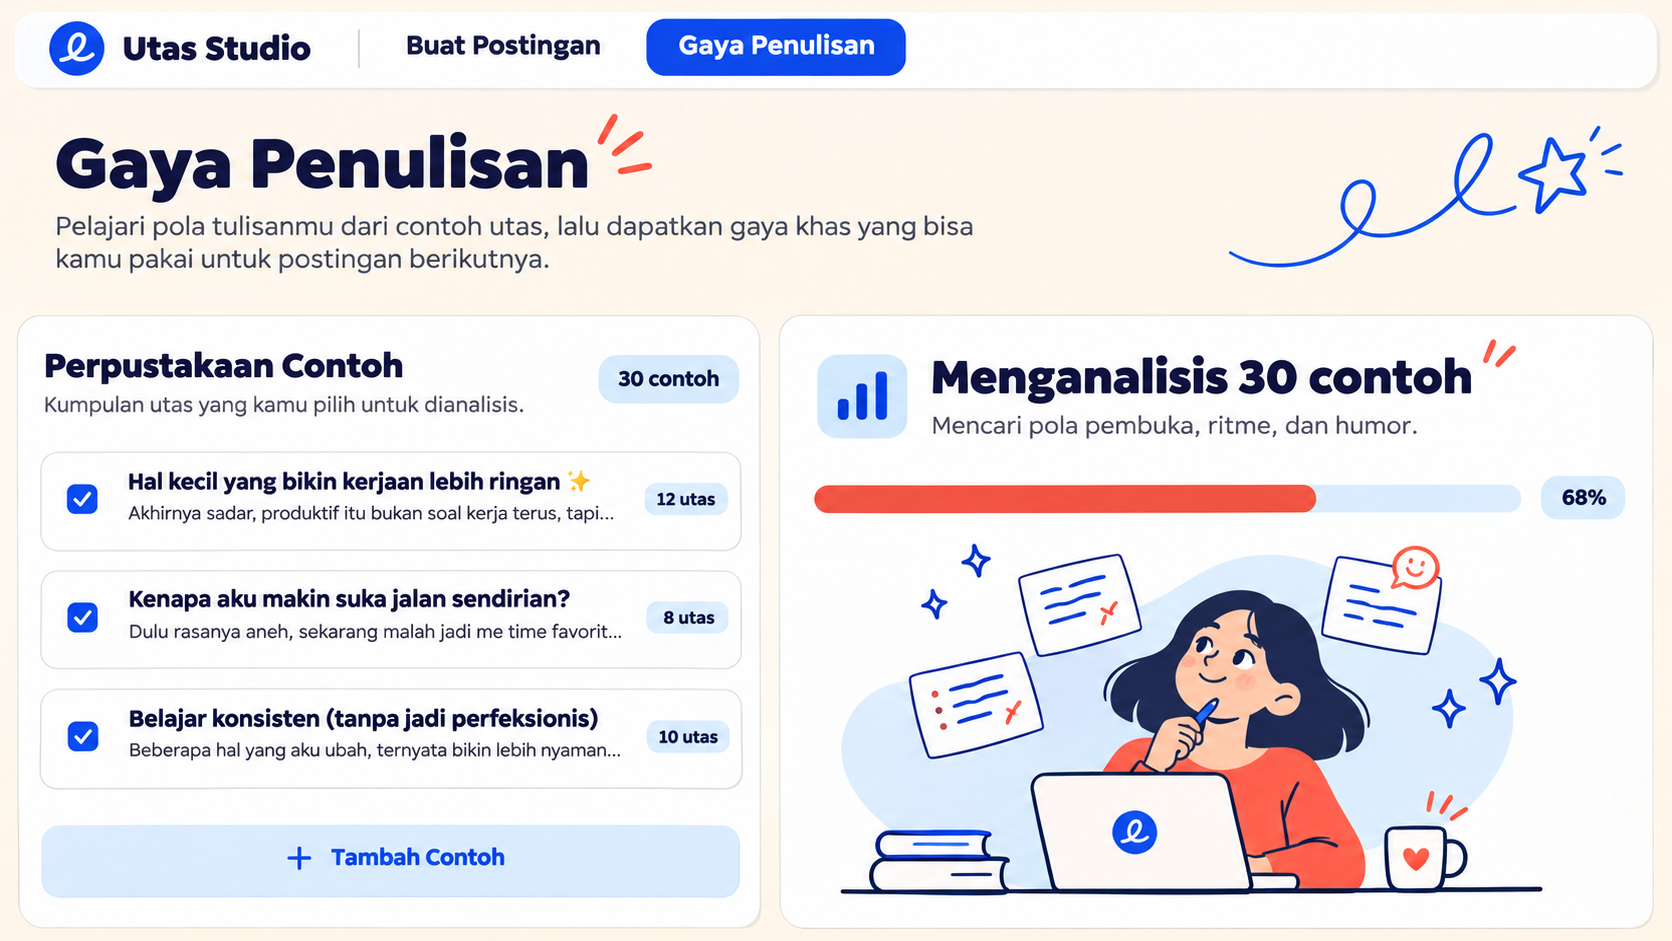 Utas Studio
Buat Postingan
Gaya Penulisan
Gaya Penulisan
Pelajari pola tulisanmu dari contoh utas, lalu dapatkan gaya khas yang bisa
kamu pakai untuk postingan berikutnya.
Perpustakaan Contoh
30 contoh
Kumpulan utas yang kamu pilih untuk dianalisis.
Hal kecil yang bikin kerjaan lebih ringan ✨
12 utas
Akhirnya sadar, produktif itu bukan soal kerja terus, tapi...
Kenapa aku makin suka jalan sendirian?
8 utas
Dulu rasanya aneh, sekarang malah jadi me time favorit...
Belajar konsisten (tanpa jadi perfeksionis)
10 utas
Beberapa hal yang aku ubah, ternyata bikin lebih nyaman...
+ Tambah Contoh
Menganalisis 30 contoh
Mencari pola pembuka, ritme, dan humor.
68%